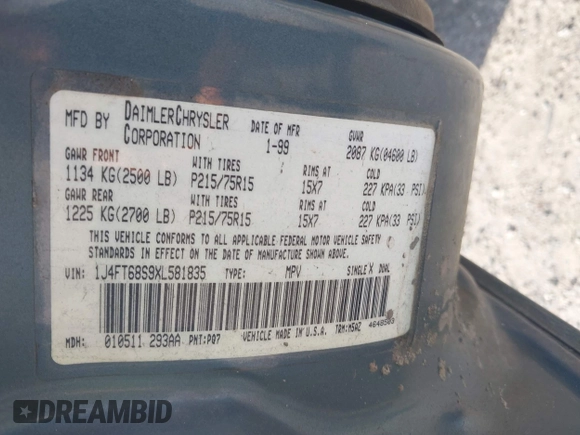 MFD BY DAIMLERCHRYSLER CORPORATION DATE OF MFR 1-99 GVWR 2087 KG(04600 LB)
GAWR FRONT WITH TIRES RIMS AT COLD
1134 KG(2500 LB) P215/75R15 15X7 227 KPA(33 PSI)
GAWR REAR WITH TIRES RIMS AT COLD
1225 KG(2700 LB) P215/75R15 15X7 227 KPA(33 PSI)
THIS VEHICLE CONFORMS TO ALL APPLICABLE FEDERAL MOTOR VEHICLE SAFETY
STANDARDS IN EFFECT ON THE DATE OF MANUFACTURE SHOWN ABOVE.
VIN: 1J4FT68S9XL581835 TYPE: MPV SINGLE X DUAL
MDH: 010511 293AA PNT:P07 VEHICLE MADE IN U.S.A. TRM:M5AZ 4648503
DREAMBID